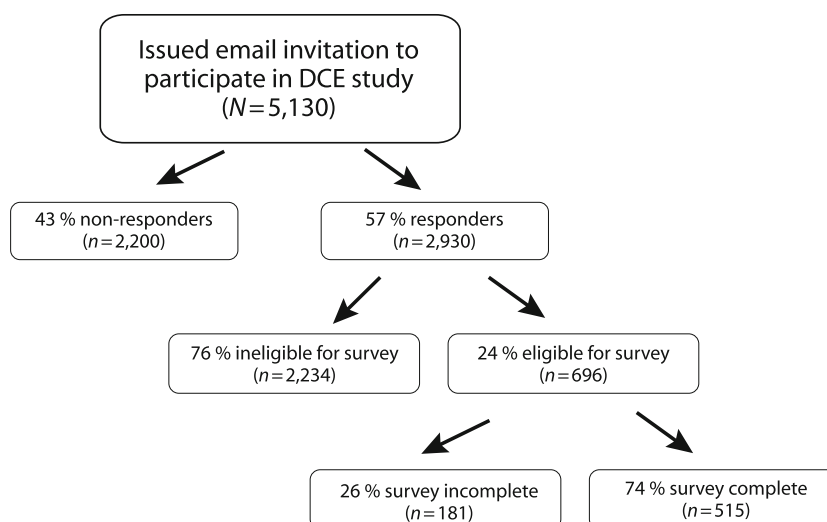 Issued email invitation to
participate in DCE study
(N=5,130)
43 % non-responders
(n=2,200)
57 % responders
(n=2,930)
76 % ineligible for survey
(n=2,234)
24 % eligible for survey
(n=696)
26 % survey incomplete
(n=181)
74 % survey complete
(n=515)